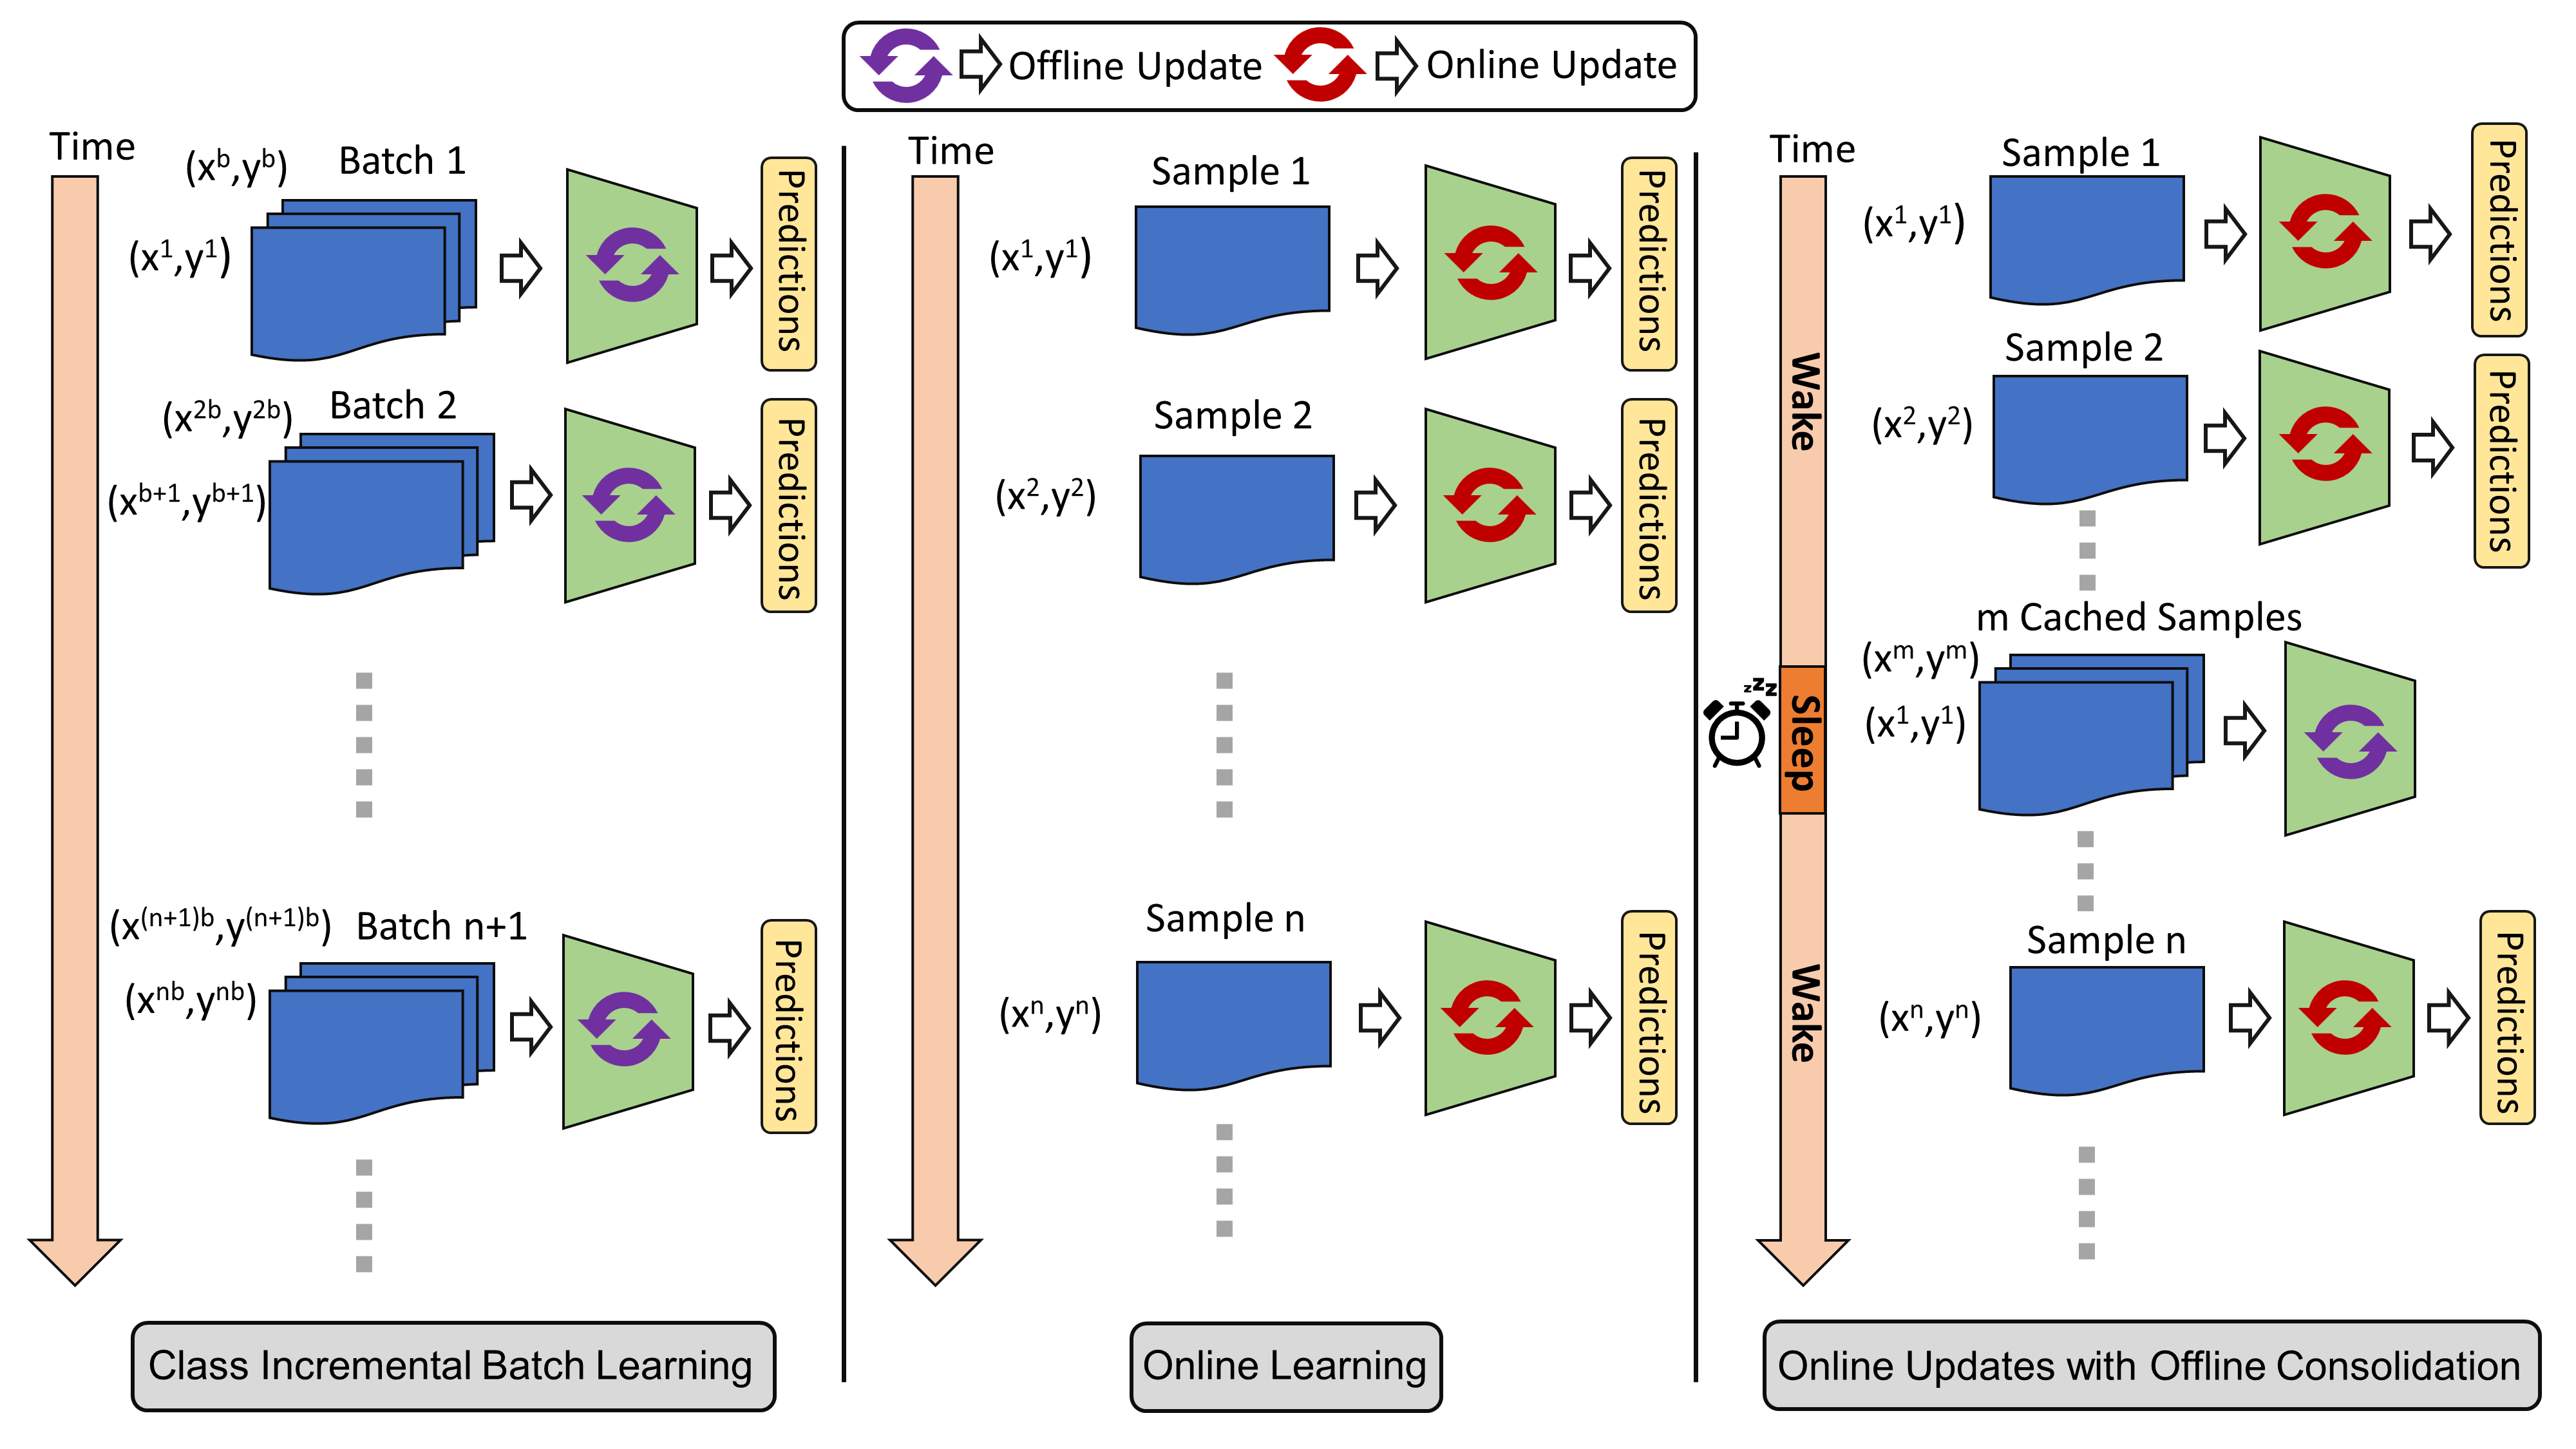 Offline Update
Online Update
Time
(x^b,y^b)
Batch 1
(x^1,y^1)
Predictions
(x^2b,y^2b)
Batch 2
(x^b+1,y^b+1)
Predictions
(x^(n+1)b,y^(n+1)b)
Batch n+1
(x^nb,y^nb)
Predictions
Class Incremental Batch Learning
Time
Sample 1
(x^1,y^1)
Predictions
Sample 2
(x^2,y^2)
Predictions
Sample n
(x^n,y^n)
Predictions
Online Learning
Time
Wake
zzz
Sleep
Wake
Sample 1
(x^1,y^1)
Predictions
Sample 2
(x^2,y^2)
Predictions
m Cached Samples
(x^m,y^m)
(x^1,y^1)
Sample n
(x^n,y^n)
Predictions
Online Updates with Offline Consolidation